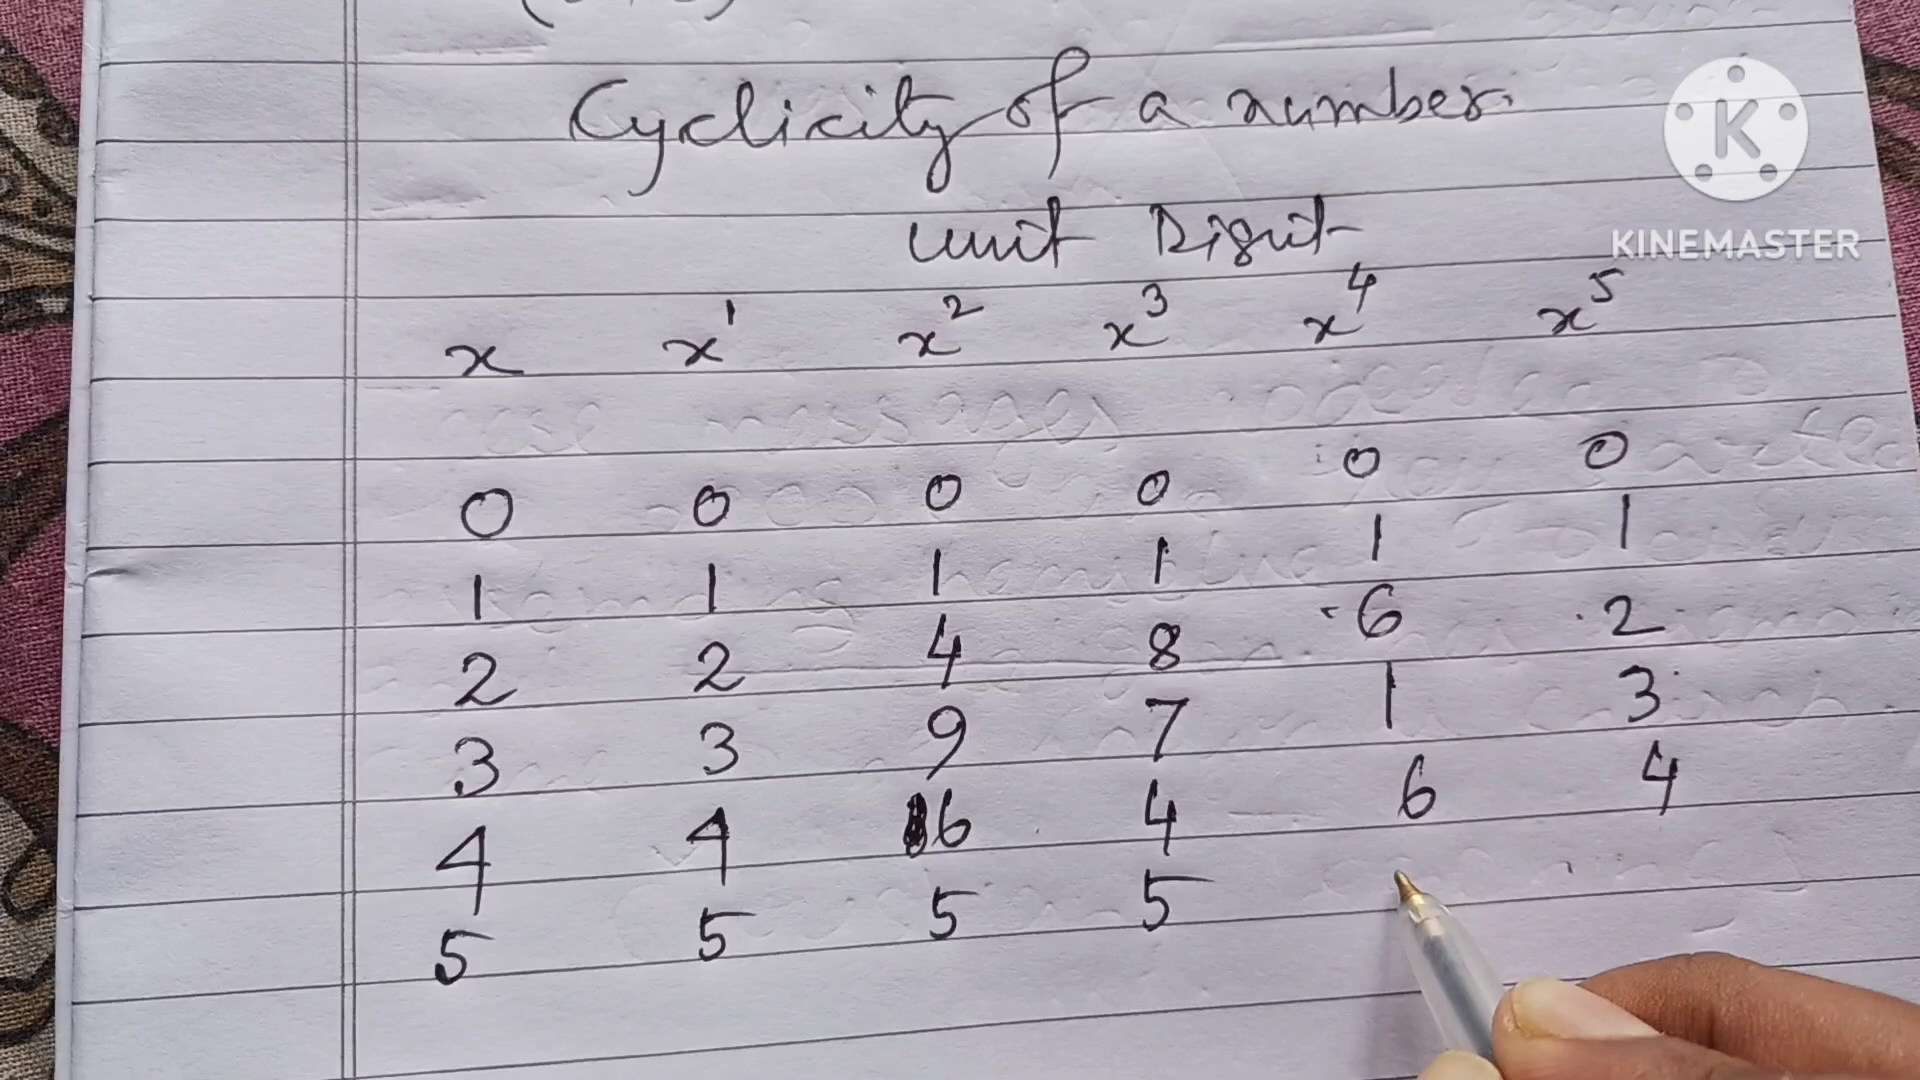 Cyclicity of a number.
Unit Digit
x x¹ x² x³ x⁴ x⁵
0 0 0 0 0 0
1 1 1 1 1 1
2 2 4 8 6 2
3 3 9 7 1 3
4 4 6 4 6 4
5 5 5 5
K
KINEMASTER